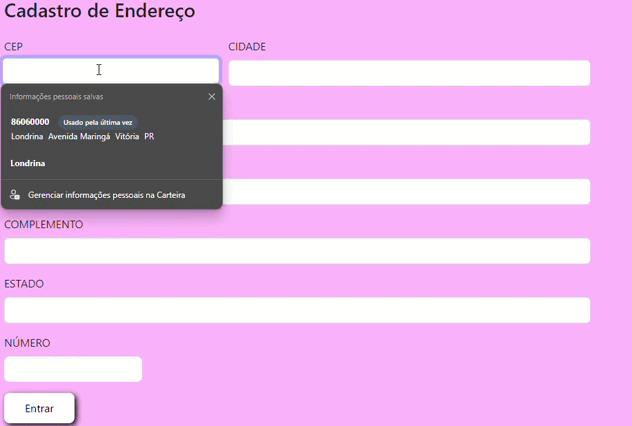 Cadastro de Endereço
CEP
CIDADE
Informações pessoais salvas
86060000 Usado pela última vez
Londrina Avenida Maringá Vitória PR
Londrina
Gerenciar informações pessoais na Carteira
COMPLEMENTO
ESTADO
NÚMERO
Entrar